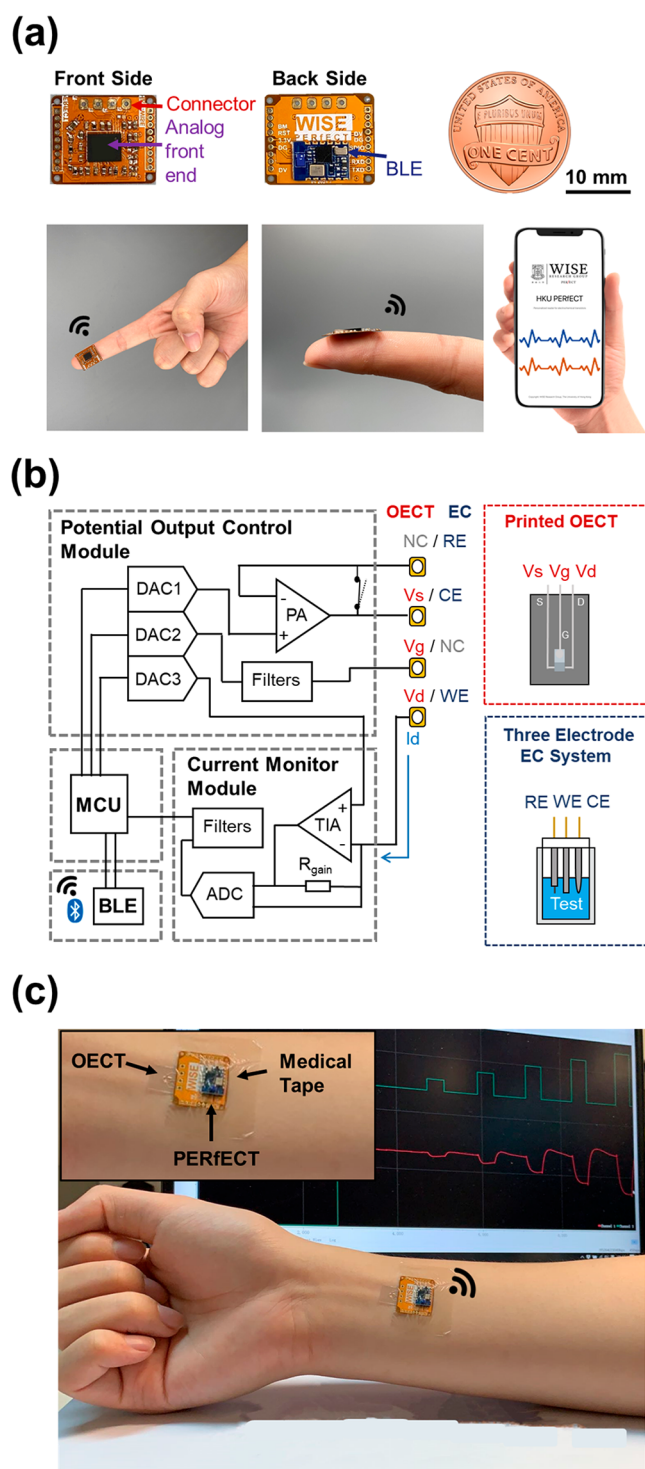 (a)
Front Side
Back Side
Connector
Analog
front
end
WISE
PERfECT
BLE
UNITED STATES OF AMERICA
E PLURIBUS UNUM
ONE CENT
10 mm
WISE
RESEARCH GROUP
HKU PERfECT
(b)
OECT EC
Potential Output Control
Module
DAC1
DAC2
DAC3
PA
-
+
Filters
NC / RE
Vs / CE
Vg / NC
Vd / WE
Id
Printed OECT
Vs Vg Vd
S
D
G
MCU
BLE
Current Monitor
Module
Filters
TIA
+
-
Rgain
ADC
Three Electrode
EC System
RE WE CE
Test
(c)
OECT
Medical
Tape
WISE
PERfECT